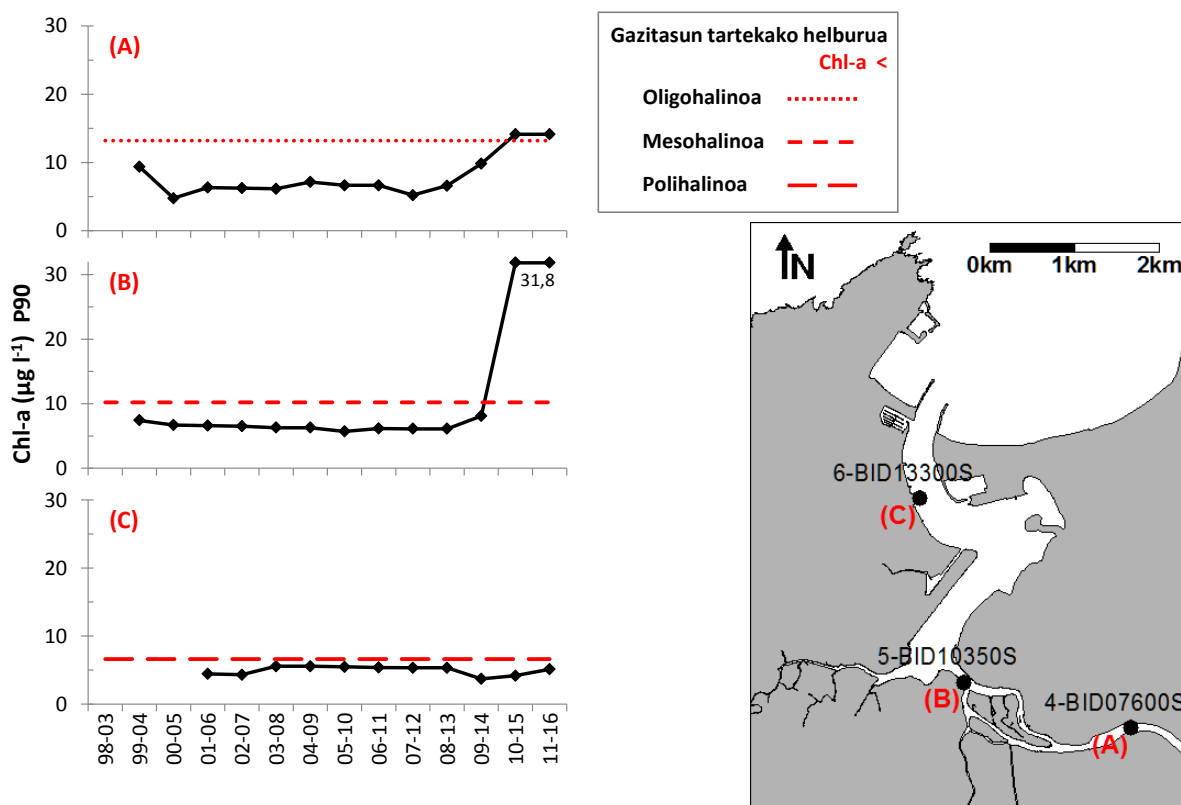 Chl-a (µg l-1) P90
30
(A)
20
10
0
30
(B)
31,8
20
10
0
30
(C)
20
10
0
98-03
99-04
00-05
01-06
02-07
03-08
04-09
05-10
06-11
07-12
08-13
09-14
10-15
11-16
Gazitasun tartekako helburua
Chl-a <
Oligohalinoa
Mesohalinoa
Polihalinoa
N
0km 1km 2km
6-BID13300S
(C)
5-BID10350S
(B)
4-BID07600S
(A)